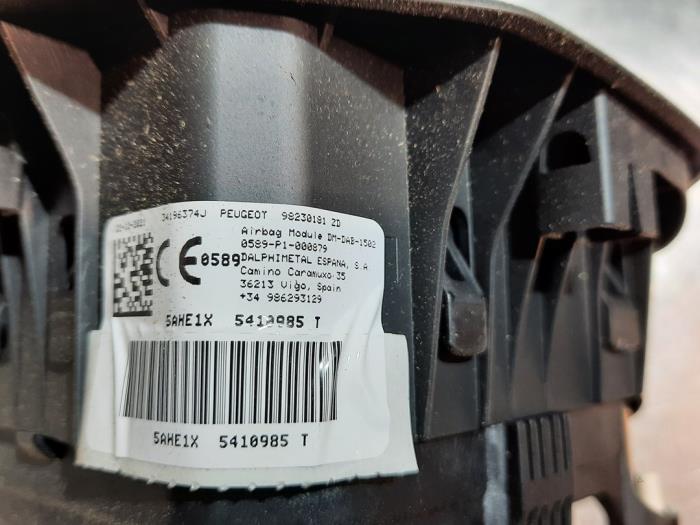 34196374J PEUGEOT 98230181 ZD
Airbag Module DM-DAB-1502
0589-P1-000879
CE 0589 DALPHIMETAL ESPANA, S.A
Camino Caramuxo 35
36213 Vigo, Spain
+34 986293129
5AHE1X 5410985 T
5AHE1X 5410985 T